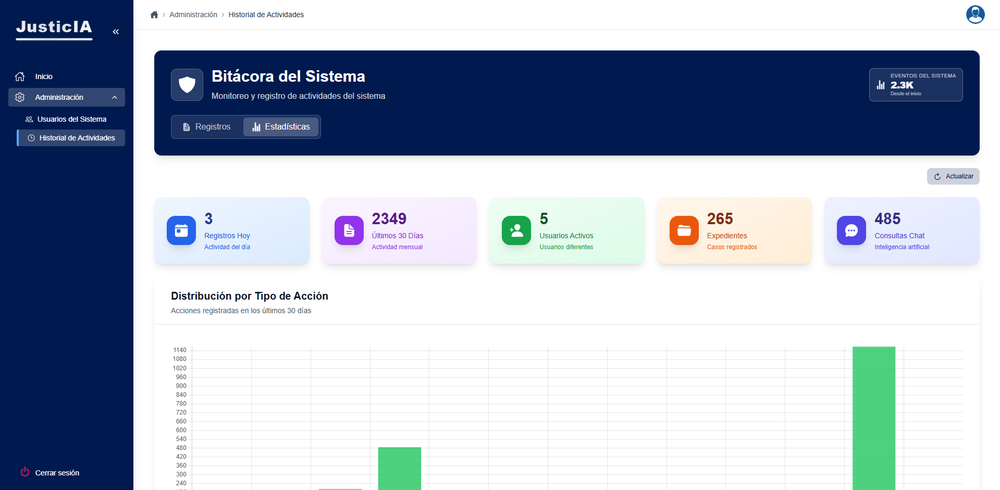 JusticIA
Inicio
Administración
Usuarios del Sistema
Historial de Actividades
Cerrar sesión
Administración › Historial de Actividades
Bitácora del Sistema
Monitoreo y registro de actividades del sistema
Registros
Estadísticas
EVENTOS DEL SISTEMA
2.3K
Desde el inicio
Actualizar
3
Registros Hoy
Actividad del día
2349
Últimos 30 Días
Actividad mensual
5
Usuarios Activos
Usuarios diferentes
265
Expedientes
Casos registrados
485
Consultas Chat
Inteligencia artificial
Distribución por Tipo de Acción
Acciones registradas en los últimos 30 días
1140
1080
1020
960
900
840
780
720
660
600
540
480
420
360
300
240